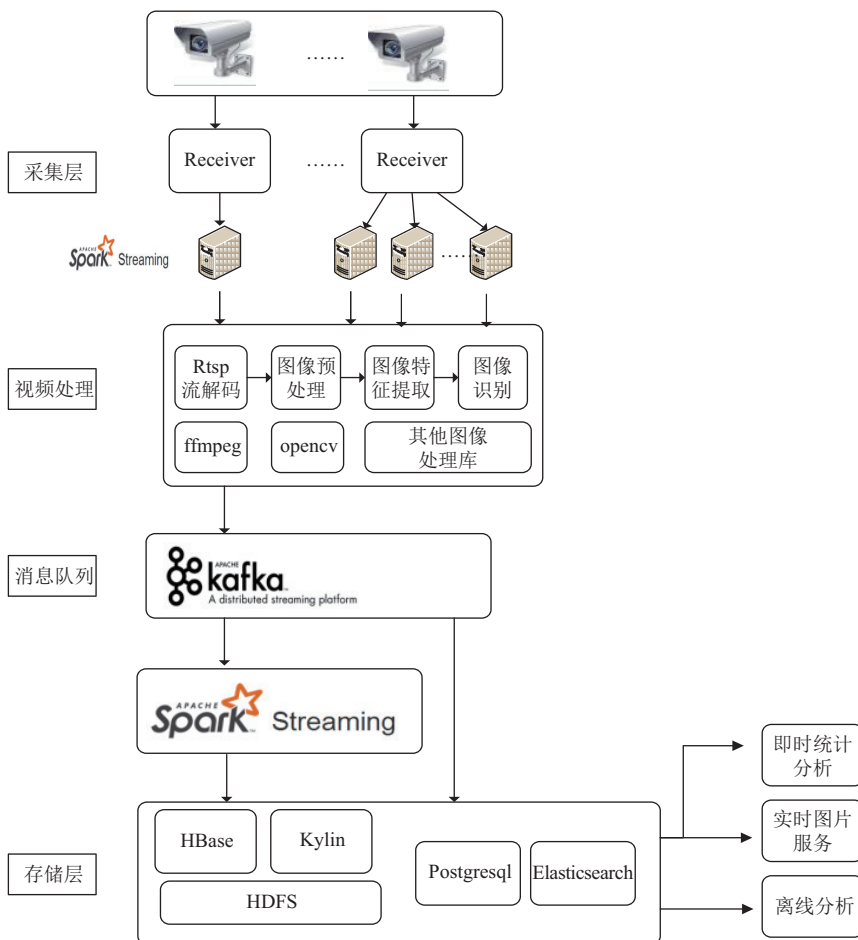 ……
采集层
Receiver
……
Receiver
APACHE
Spark Streaming
……
视频处理
Rtsp
流解码
图像预
处理
图像特
征提取
图像
识别
ffmpeg
opencv
其他图像
处理库
消息队列
APACHE
kafka
A distributed streaming platform
APACHE
Spark Streaming
即时统计
分析
存储层
HBase
Kylin
HDFS
Postgresql
Elasticsearch
实时图片
服务
离线分析